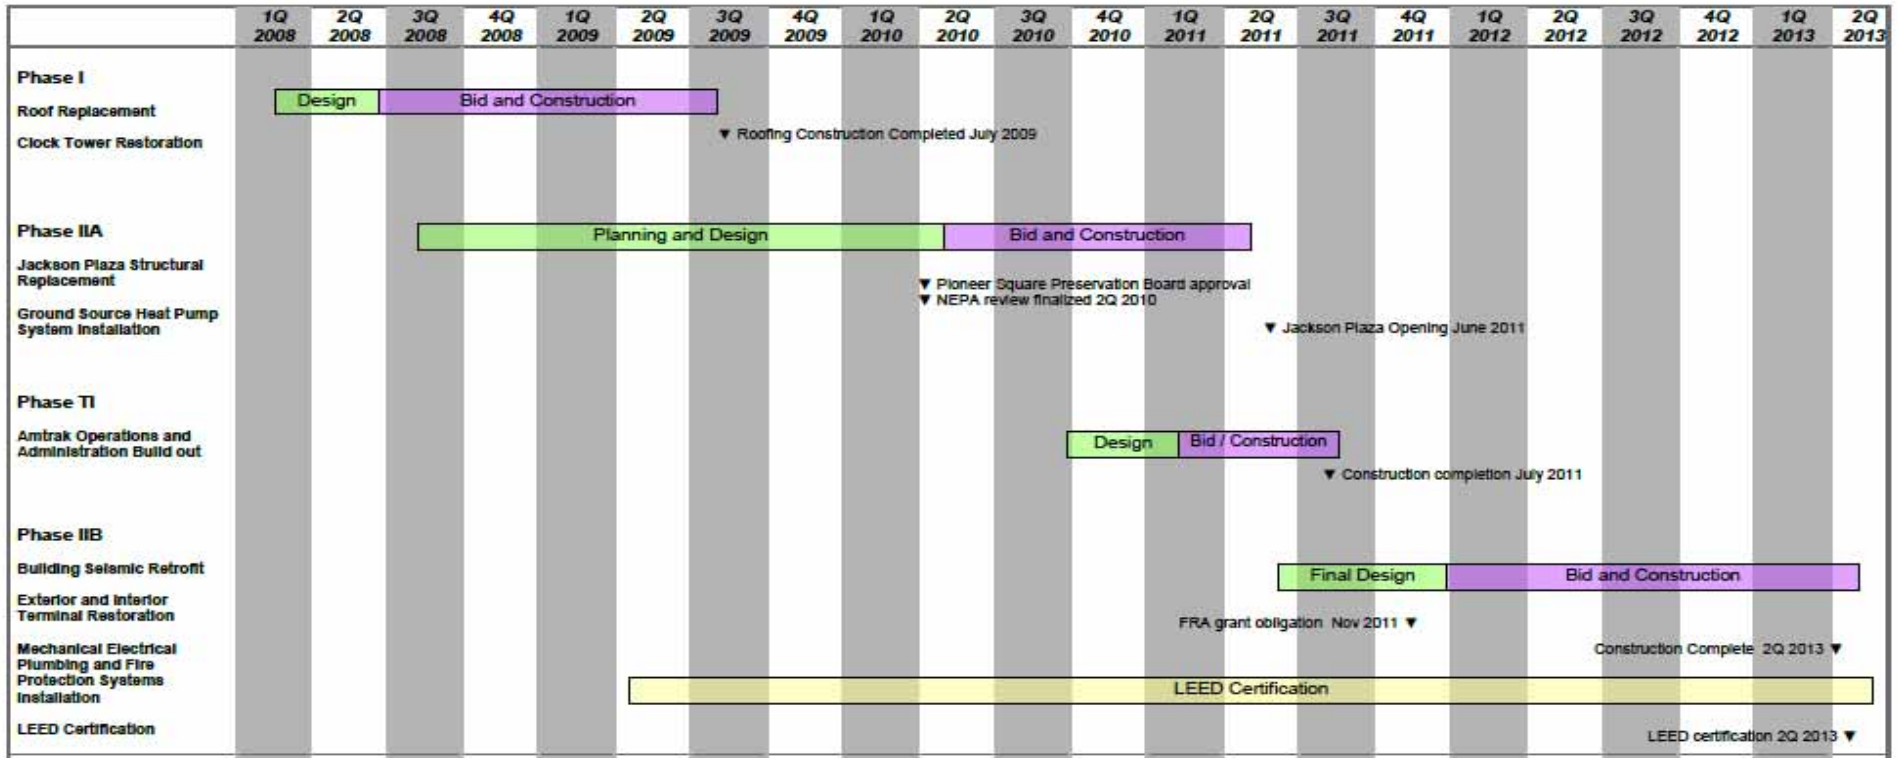 1Q 2Q 3Q 4Q 1Q 2Q 3Q 4Q 1Q 2Q 3Q 4Q 1Q 2Q 3Q 4Q 1Q 2Q 3Q 4Q 1Q 2Q
2008 2008 2008 2008 2009 2009 2009 2009 2010 2010 2010 2010 2011 2011 2011 2011 2012 2012 2012 2012 2013 2013
Phase I
Design Bid and Construction
Roof Replacement
▼ Roofing Construction Completed July 2009
Clock Tower Restoration
Phase IIA
Planning and Design Bid and Construction
Jackson Plaza Structural
Replacement
▼ Pioneer Square Preservation Board approval
▼ NEPA review finalized 2Q 2010
Ground Source Heat Pump
System Installation
▼ Jackson Plaza Opening June 2011
Phase TI
Amtrak Operations and
Administration Build out
Design Bid / Construction
▼ Construction completion July 2011
Phase IIB
Building Seismic Retrofit
Final Design Bid and Construction
Exterior and Interior
Terminal Restoration
FRA grant obligation Nov 2011 ▼
Mechanical Electrical
Plumbing and Fire
Protection Systems
Installation
Construction Complete 2Q 2013 ▼
LEED Certification
LEED Certification
LEED certification 2Q 2013 ▼